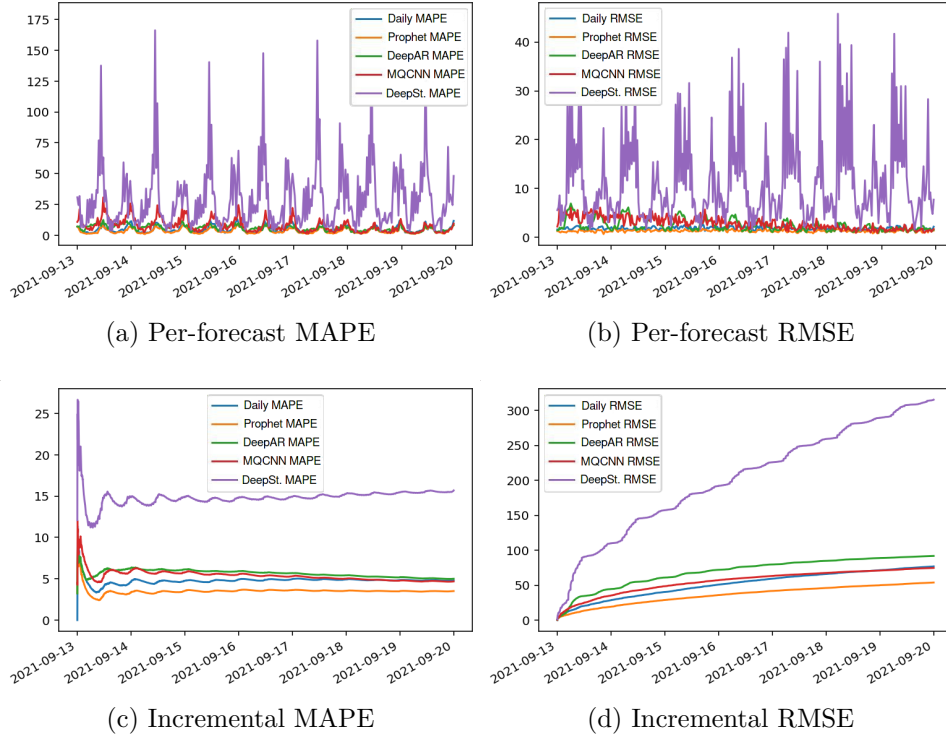 175
150
125
100
75
50
25
0
Daily MAPE
Prophet MAPE
DeepAR MAPE
MQCNN MAPE
DeepSt. MAPE
2021-09-13
2021-09-14
2021-09-15
2021-09-16
2021-09-17
2021-09-18
2021-09-19
2021-09-20
(a) Per-forecast MAPE
40
30
20
10
0
Daily RMSE
Prophet RMSE
DeepAR RMSE
MQCNN RMSE
DeepSt. RMSE
2021-09-13
2021-09-14
2021-09-15
2021-09-16
2021-09-17
2021-09-18
2021-09-19
2021-09-20
(b) Per-forecast RMSE
25
20
15
10
5
0
Daily MAPE
Prophet MAPE
DeepAR MAPE
MQCNN MAPE
DeepSt. MAPE
2021-09-13
2021-09-14
2021-09-15
2021-09-16
2021-09-17
2021-09-18
2021-09-19
2021-09-20
(c) Incremental MAPE
300
250
200
150
100
50
0
Daily RMSE
Prophet RMSE
DeepAR RMSE
MQCNN RMSE
DeepSt. RMSE
2021-09-13
2021-09-14
2021-09-15
2021-09-16
2021-09-17
2021-09-18
2021-09-19
2021-09-20
(d) Incremental RMSE